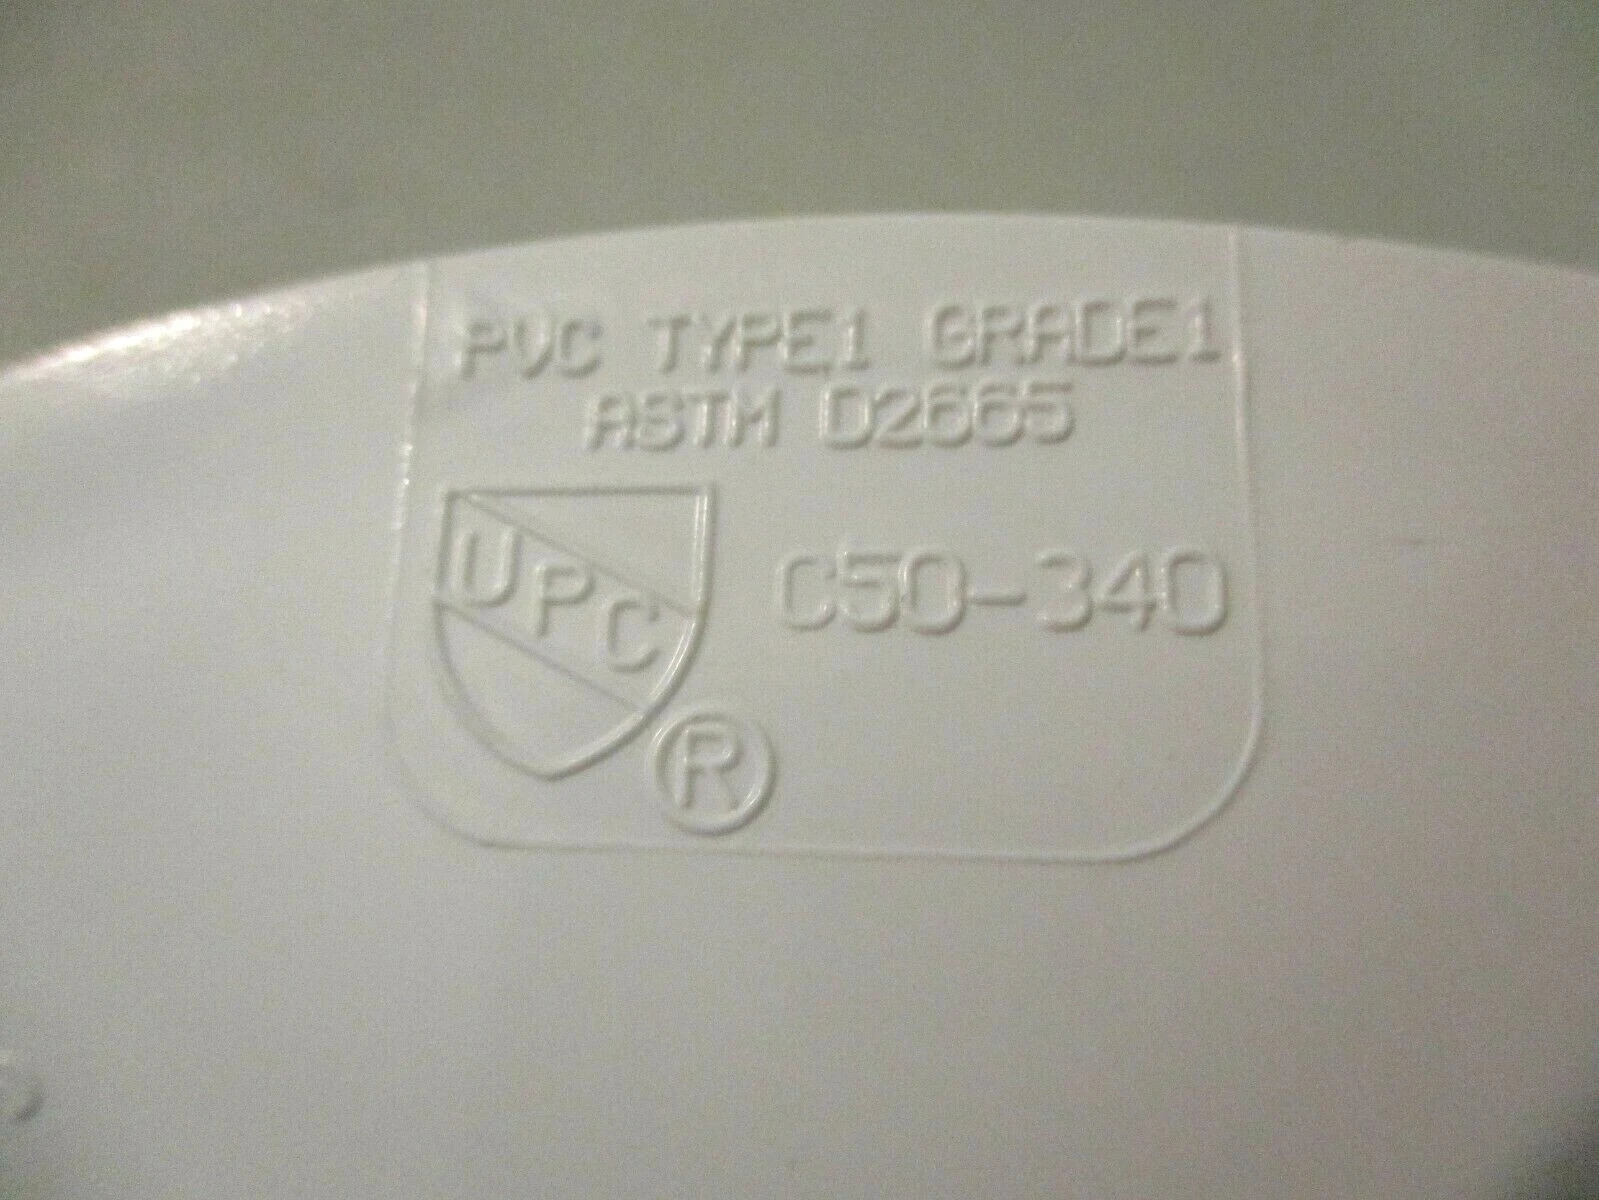 PVC TYPE1 GRADE1
ASTM D2665
UPC C50-340
®